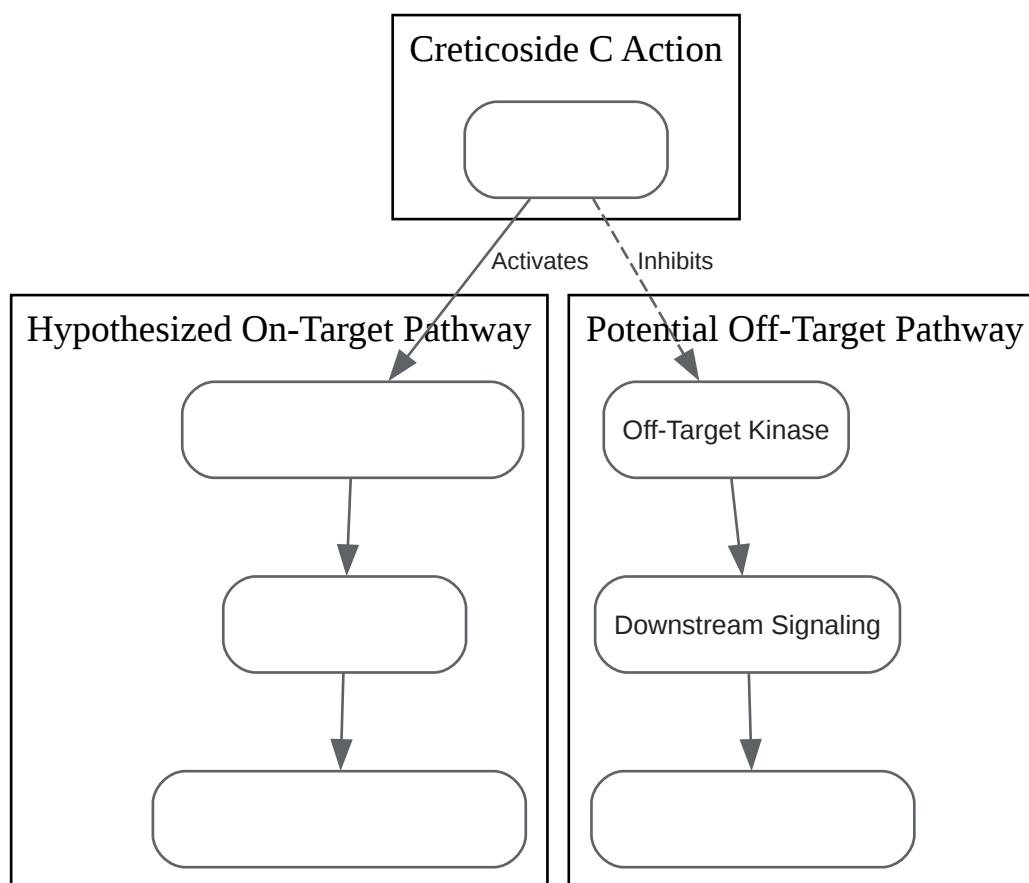 Creticoside C Action
Activates
Inhibits
Hypothesized On-Target Pathway
Potential Off-Target Pathway
Off-Target Kinase
Downstream Signaling